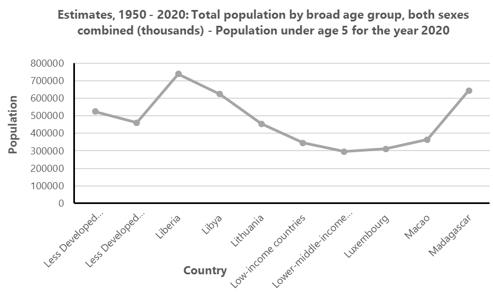 Estimates, 1950 - 2020: Total population by broad age group, both sexes
combined (thousands) - Population under age 5 for the year 2020
800000
700000
600000
500000
400000
300000
200000
100000
0
Population
Less Developed...
Less Developed...
Liberia
Libya
Lithuania
Low-income countries
Lower-middle-income...
Luxembourg
Macao
Madagascar
Country